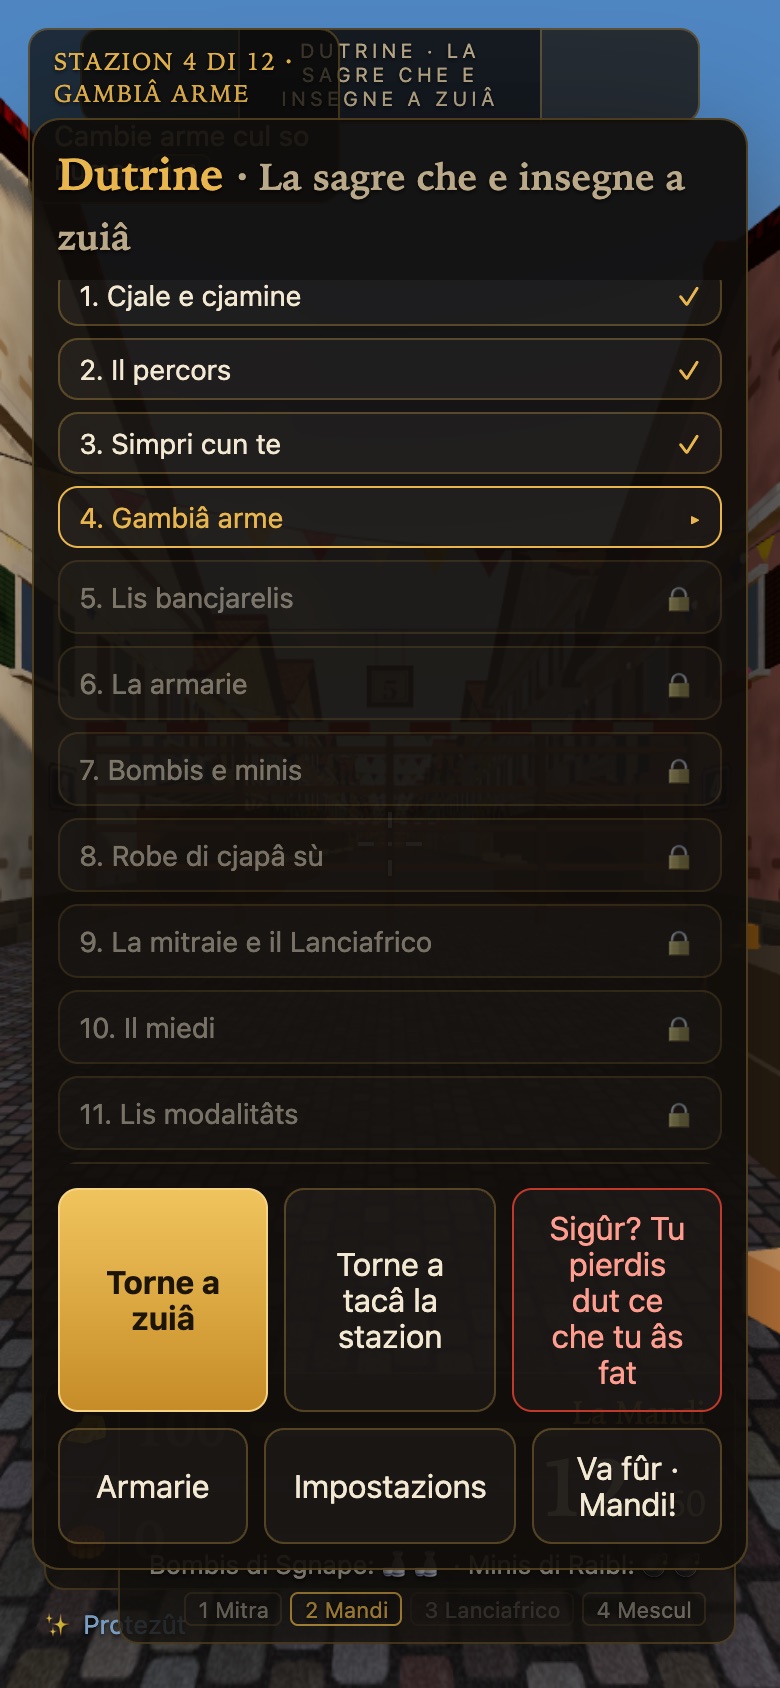 STAZION 4 DI 12 ·
GAMBIÂ ARME
DUTRINE · LA
SAGRE CHE E
INSEGNE A ZUIÂ
Cambie arme cul so
Dutrine · La sagre che e insegne a
zuiâ
1. Cjale e cjamine ✓
2. Il percors ✓
3. Simpri cun te ✓
4. Gambiâ arme ▸
5. Lis bancjarelis 🔒
6. La armarie 🔒
7. Bombis e minis 🔒
8. Robe di cjapâ sù 🔒
9. La mitraie e il Lanciafrico 🔒
10. Il miedi 🔒
11. Lis modalitâts 🔒
Torne a
zuiâ
Torne a
tacâ la
stazion
Sigûr? Tu
pierdis
dut ce
che tu âs
fat
La Mandi
100
Armarie
Impostazions
Va fûr ·
Mandi!
Bombis di Sgnape: · Minis di Raibl:
✨ Protezût
1 Mitra
2 Mandi
3 Lanciafrico
4 Mescul